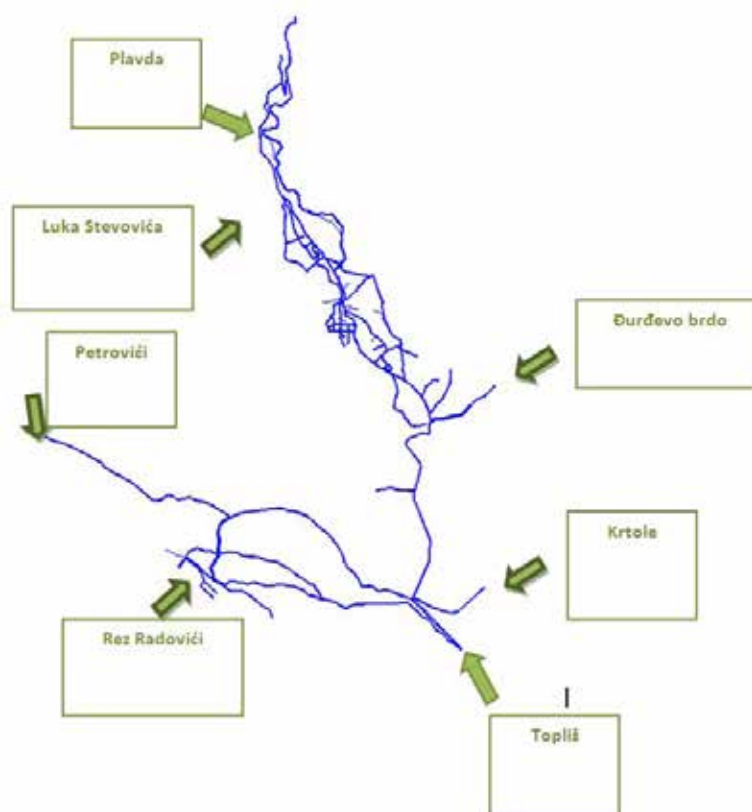 Plavda
Luka Stevovića
Đurđevo brdo
Petrovići
Krtole
Rez Radovići
Topliš